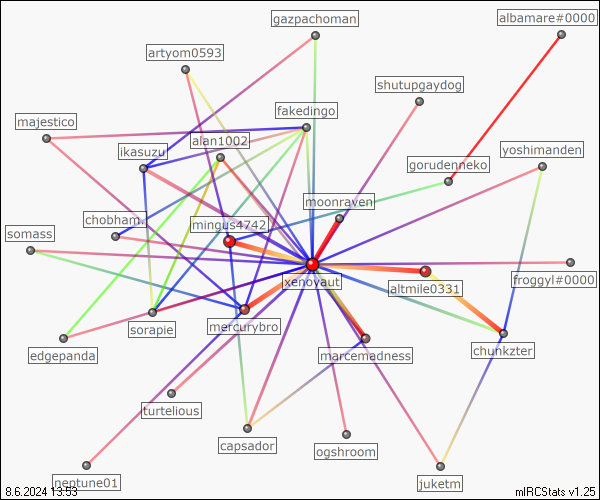 gazpachoman
albamare#0000
artyom0593
shutupgaydog
fakedingo
majestico
alan1002
ikasuzu
yoshimanden
gorudenneko
moonraven
chobham.
mingus4742
somass
xenovaut
froggyl#0000
altmile0331
sorapie
mercurybro
edgepanda
marcemadness
chunkzter
turtelious
capsador
ogshroom
neptune01
juketm
8.6.2024 13:53
mIRCStats v1.25